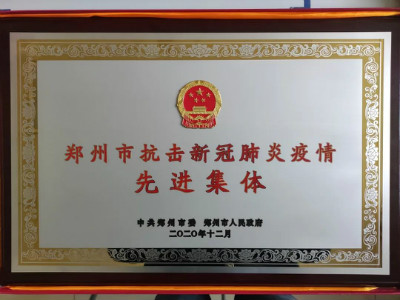 郑州市抗击新冠肺炎疫情
先进集体
中共郑州市委 郑州市人民政府
二〇二〇年十二月